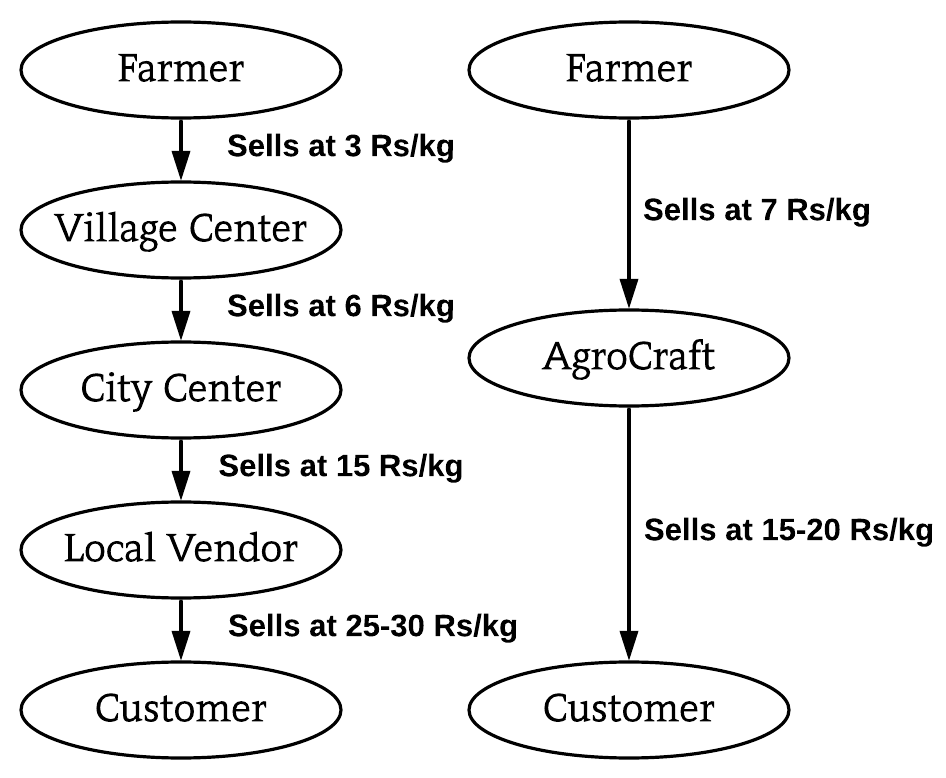 Farmer
Sells at 3 Rs/kg
Village Center
Sells at 6 Rs/kg
City Center
Sells at 15 Rs/kg
Local Vendor
Sells at 25-30 Rs/kg
Customer
Farmer
Sells at 7 Rs/kg
AgroCraft
Sells at 15-20 Rs/kg
Customer